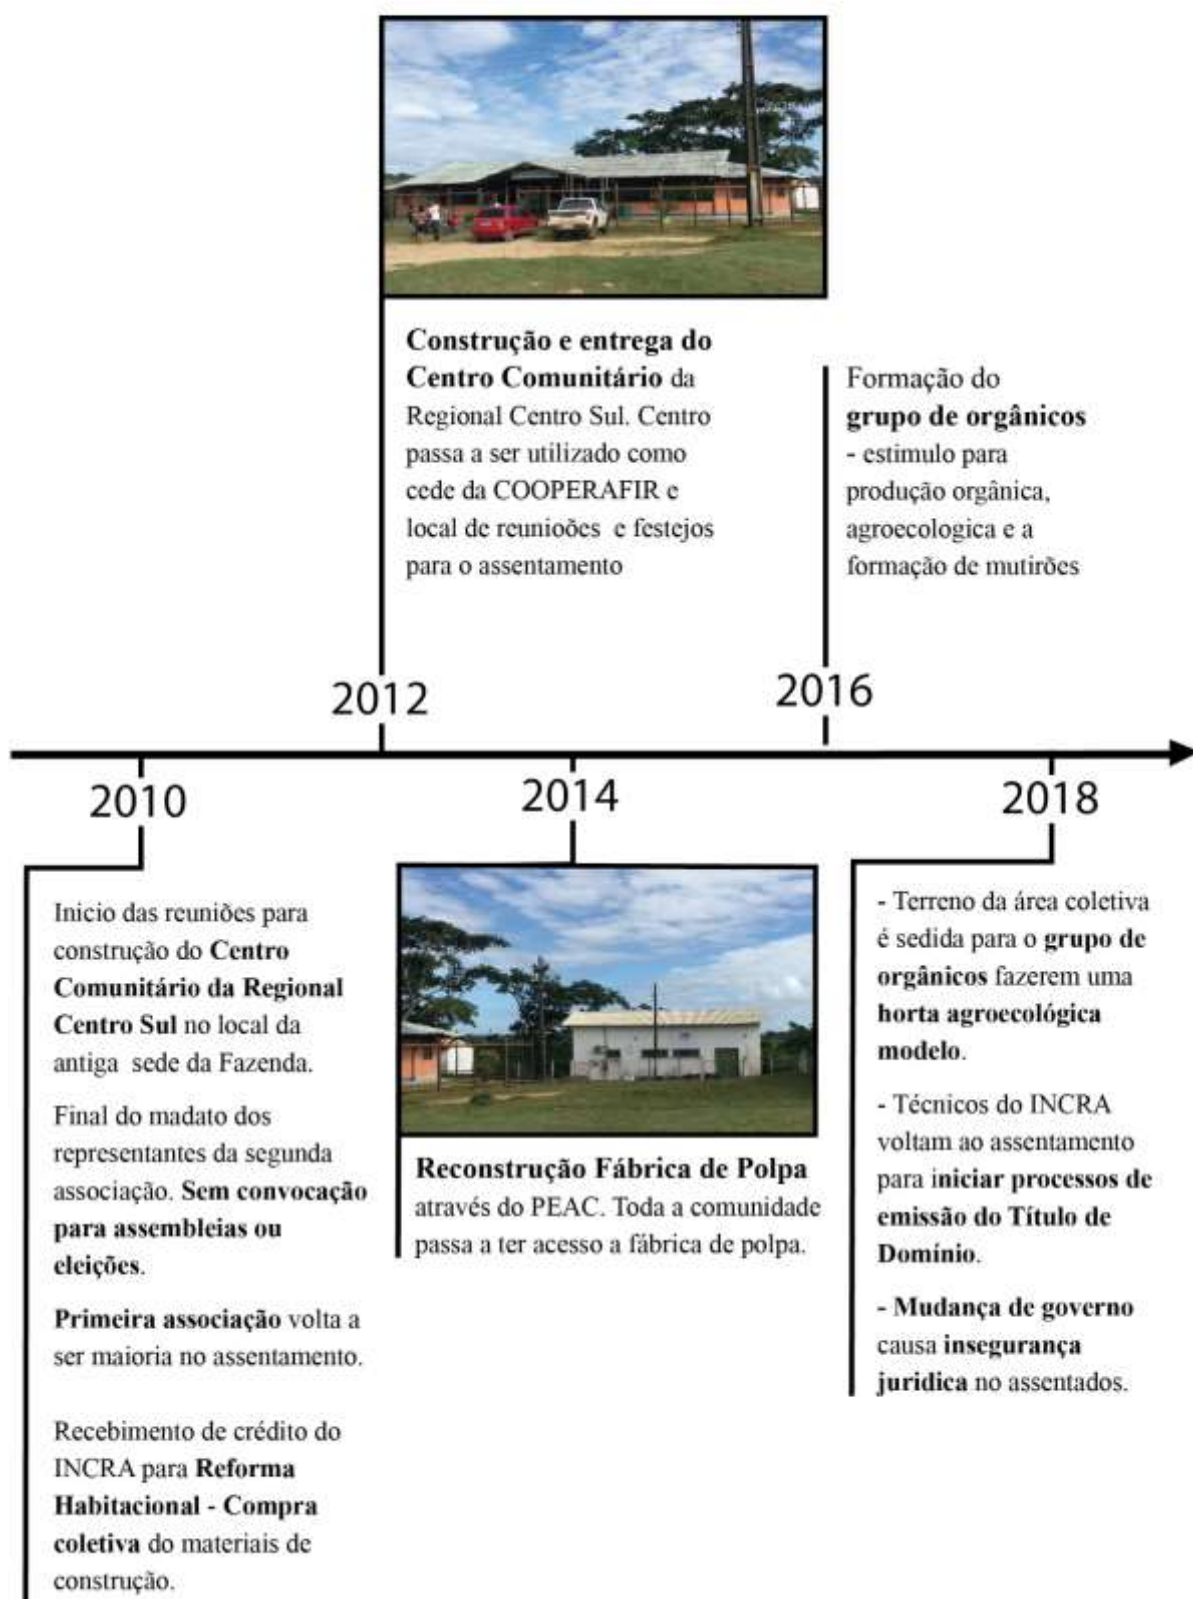 Construção e entrega do
Centro Comunitário da
Regional Centro Sul. Centro
passa a ser utilizado como
cede da COOPERAFIR e
local de reunioões e festejos
para o assentamento
Formação do
grupo de orgânicos
- estimulo para
produção orgânica,
agroecologica e a
formação de mutirões
2012
2016
2010
2014
2018
Inicio das reuniões para
construção do Centro
Comunitário da Regional
Centro Sul no local da
antiga sede da Fazenda.
Final do madato dos
representantes da segunda
associação. Sem convocação
para assembleias ou
eleições.
Primeira associação volta a
ser maioria no assentamento.
Recebimento de crédito do
INCRA para Reforma
Habitacional - Compra
coletiva do materiais de
construção.
Reconstrução Fábrica de Polpa
através do PEAC. Toda a comunidade
passa a ter acesso a fábrica de polpa.
- Terreno da área coletiva
é sedida para o grupo de
orgânicos fazerem uma
horta agroecológica
modelo.
- Técnicos do INCRA
voltam ao assentamento
para iniciar processos de
emissão do Título de
Domínio.
- Mudança de governo
causa insegurança
juridica no assentados.